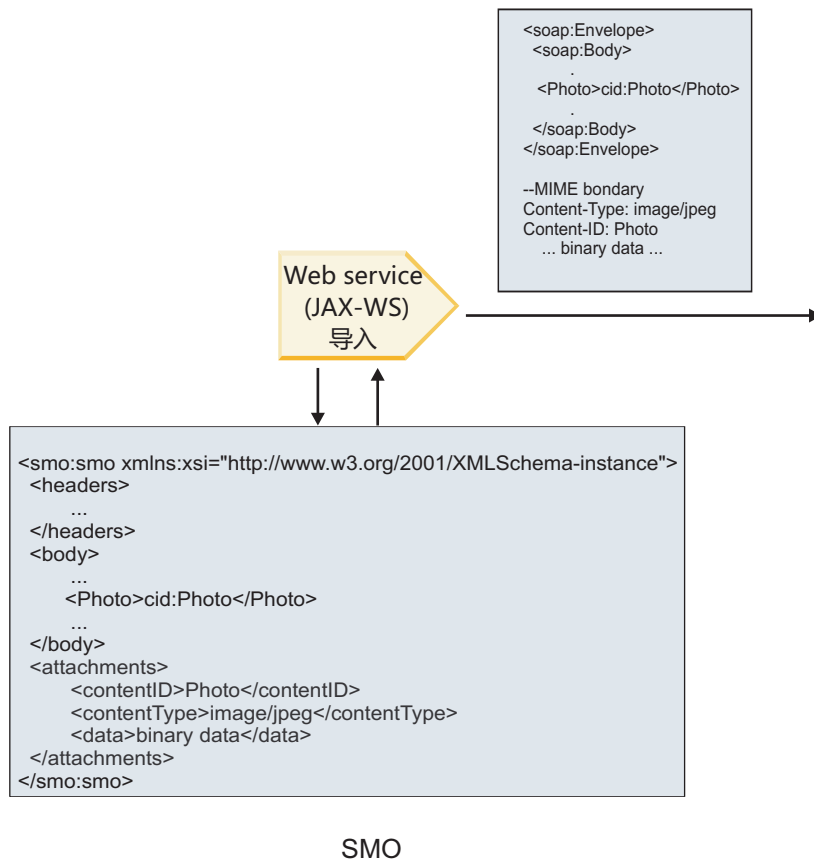 <soap:Envelope>
<soap:Body>
.
<Photo>cid:Photo</Photo>
.
</soap:Body>
</soap:Envelope>
--MIME bondary
Content-Type: image/jpeg
Content-ID: Photo
... binary data ...
Web service
(JAX-WS)
导入
<smo:smo xmlns:xsi="http://www.w3.org/2001/XMLSchema-instance">
<headers>
...
</headers>
<body>
...
<Photo>cid:Photo</Photo>
...
</body>
<attachments>
<contentID>Photo</contentID>
<contentType>image/jpeg</contentType>
<data>binary data</data>
</attachments>
</smo:smo>
SMO